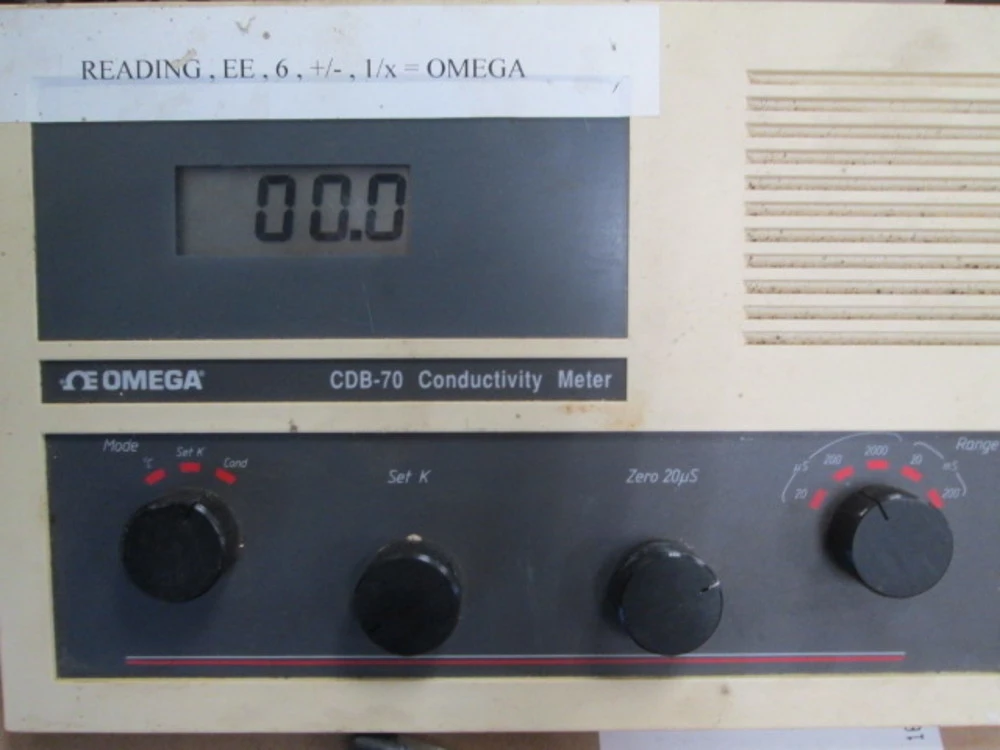 READING , EE , 6 , +/- , 1/x = OMEGA
00.0
ΩE OMEGA® CDB-70 Conductivity Meter
Mode
°C Set K Cond
Set K
Zero 20µS
Range
µS 20 200 2000 20 200 mS